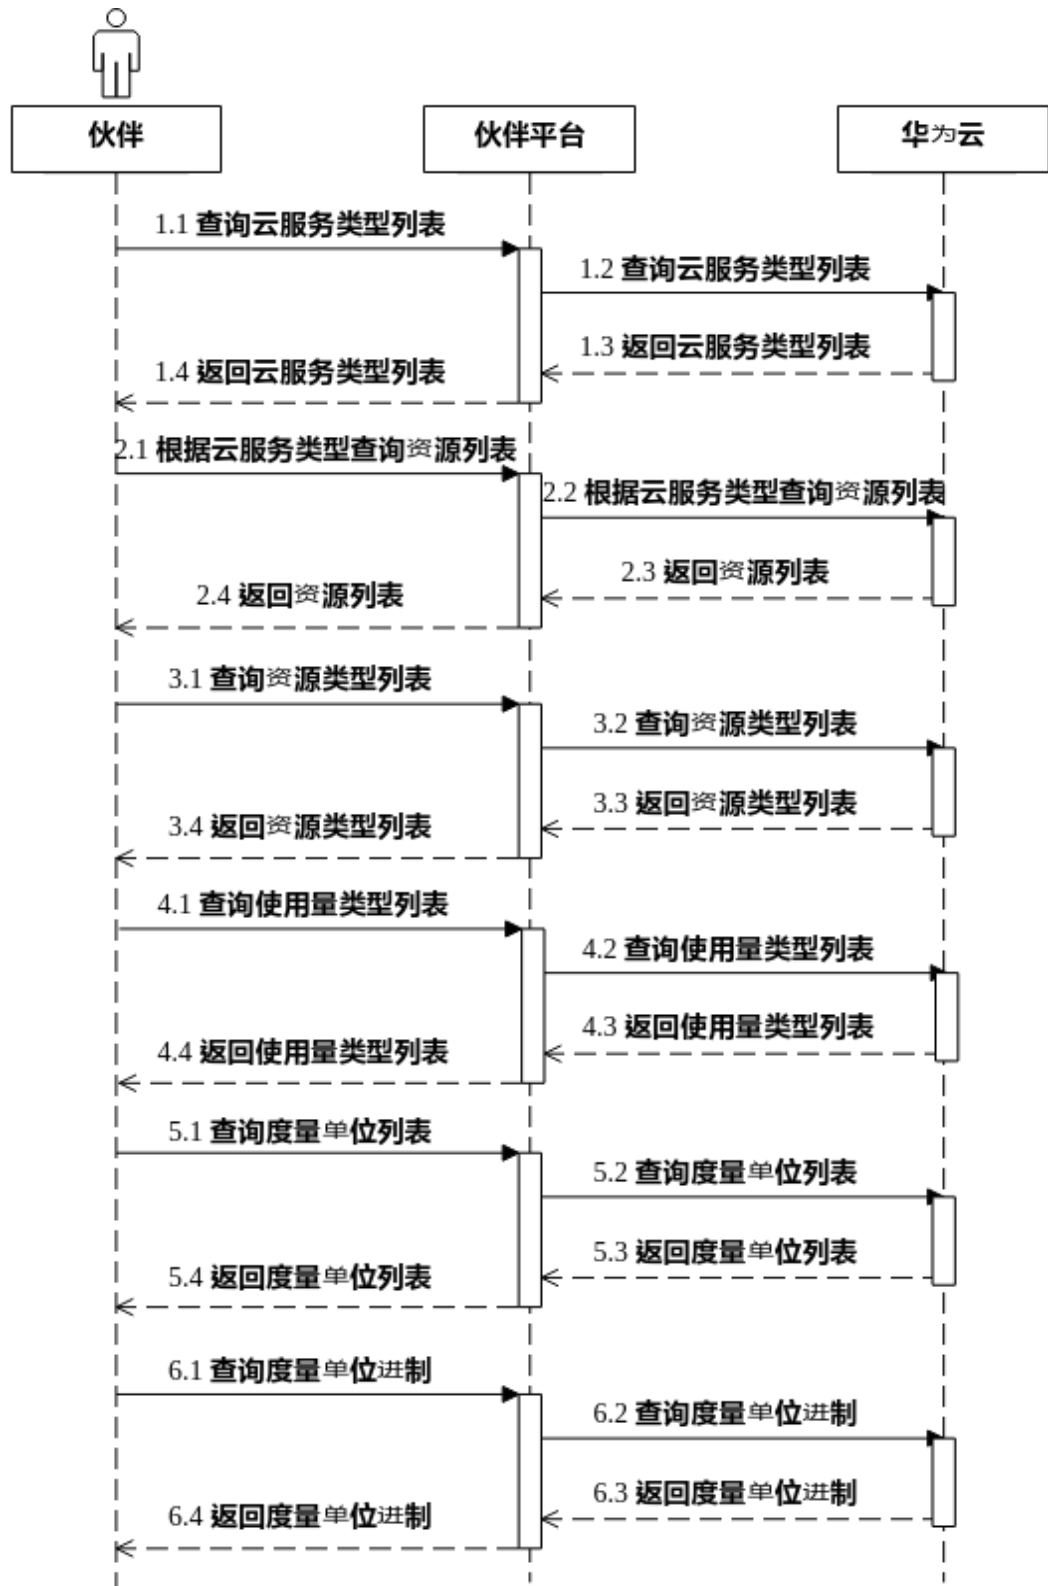 伙伴
伙伴平台
华为云
1.1 查询云服务类型列表
1.2 查询云服务类型列表
1.3 返回云服务类型列表
1.4 返回云服务类型列表
2.1 根据云服务类型查询资源列表
2.2 根据云服务类型查询资源列表
2.3 返回资源列表
2.4 返回资源列表
3.1 查询资源类型列表
3.2 查询资源类型列表
3.3 返回资源类型列表
3.4 返回资源类型列表
4.1 查询使用量类型列表
4.2 查询使用量类型列表
4.3 返回使用量类型列表
4.4 返回使用量类型列表
5.1 查询度量单位列表
5.2 查询度量单位列表
5.3 返回度量单位列表
5.4 返回度量单位列表
6.1 查询度量单位进制
6.2 查询度量单位进制
6.3 返回度量单位进制
6.4 返回度量单位进制